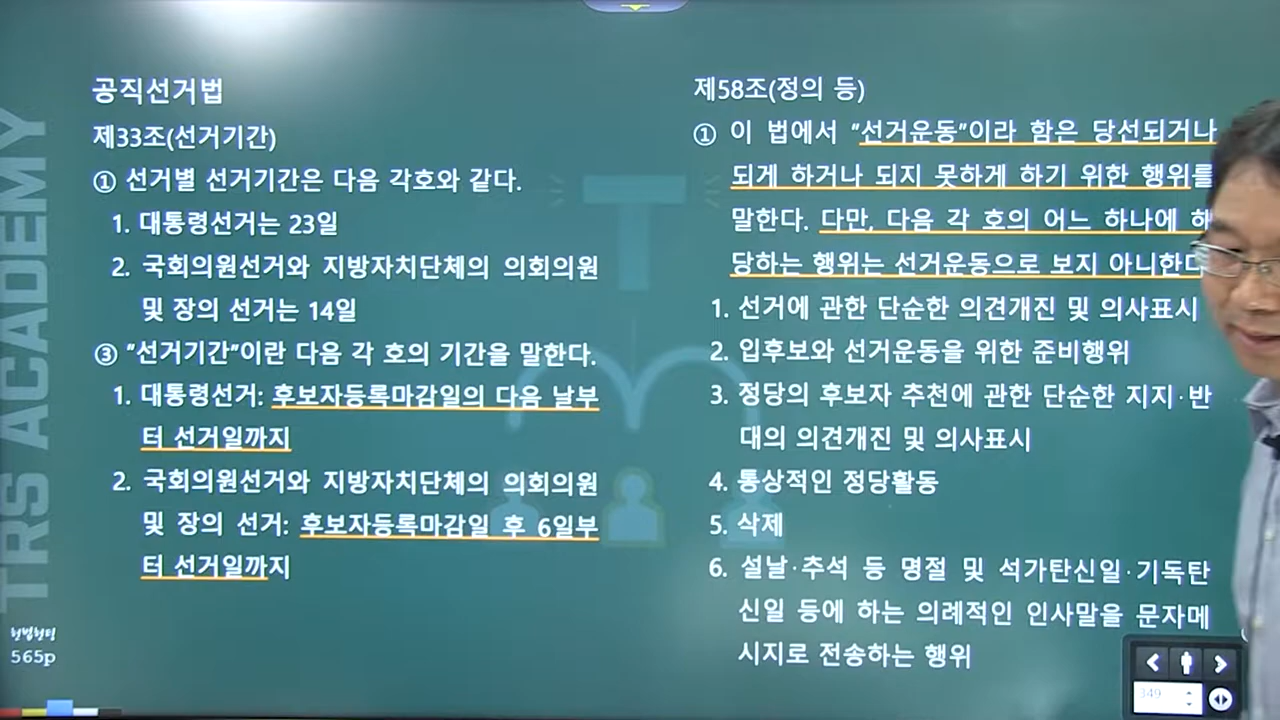 공직선거법
제33조(선거기간)
① 선거별 선거기간은 다음 각호와 같다.
1. 대통령선거는 23일
2. 국회의원선거와 지방자치단체의 의회의원
및 장의 선거는 14일
③ "선거기간"이란 다음 각 호의 기간을 말한다.
1. 대통령선거: 후보자등록마감일의 다음 날부
터 선거일까지
2. 국회의원선거와 지방자치단체의 의회의원
및 장의 선거: 후보자등록마감일 후 6일부
터 선거일까지
제58조(정의 등)
① 이 법에서 "선거운동"이라 함은 당선되거나
되게 하거나 되지 못하게 하기 위한 행위를
말한다. 다만, 다음 각 호의 어느 하나에 해
당하는 행위는 선거운동으로 보지 아니한다
1. 선거에 관한 단순한 의견개진 및 의사표시
2. 입후보와 선거운동을 위한 준비행위
3. 정당의 후보자 추천에 관한 단순한 지지·반
대의 의견개진 및 의사표시
4. 통상적인 정당활동
5. 삭제
6. 설날·추석 등 명절 및 석가탄신일·기독탄
신일 등에 하는 의례적인 인사말을 문자메
시지로 전송하는 행위
TRS ACADEMY
565p
349